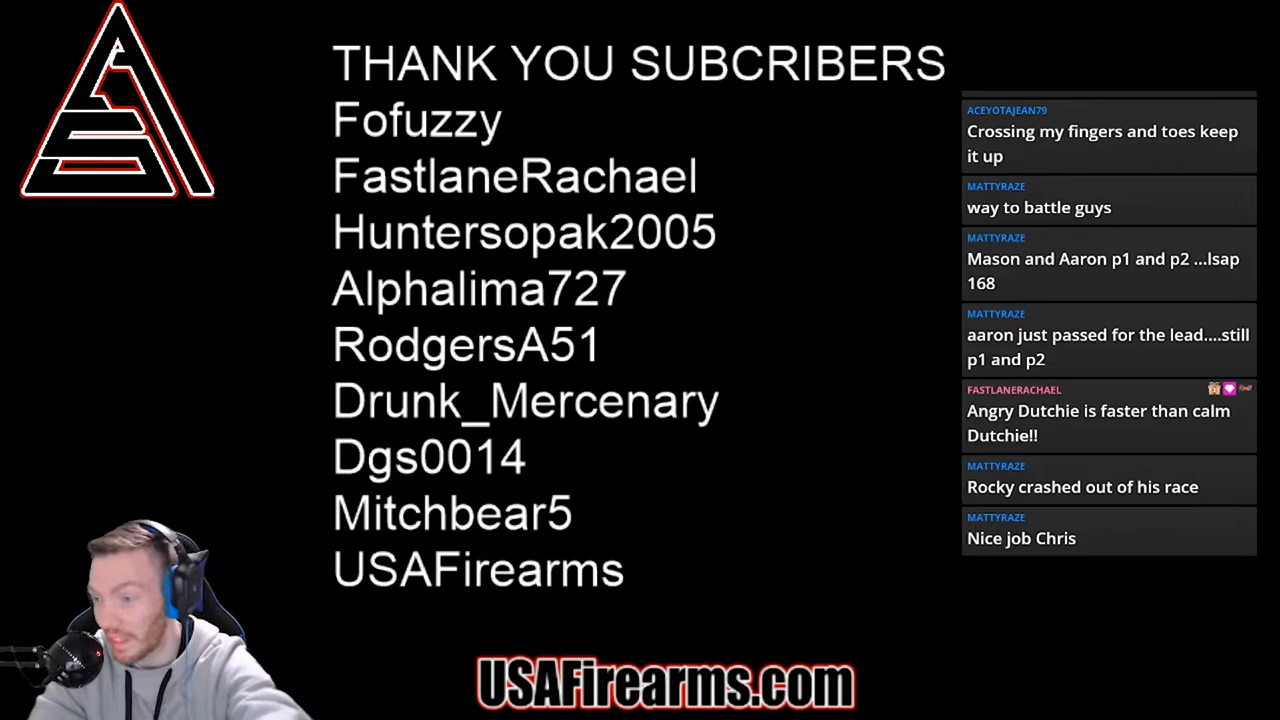 THANK YOU SUBCRIBERS
Fofuzzy
FastlaneRachael
Huntersopak2005
Alphalima727
RodgersA51
Drunk_Mercenary
Dgs0014
Mitchbear5
USAFirearms
USAFirearms.com
ACEYOTAJEAN79
Crossing my fingers and toes keep
it up
MATTYRAZE
way to battle guys
MATTYRAZE
Mason and Aaron p1 and p2 ...lsap
168
MATTYRAZE
aaron just passed for the lead....still
p1 and p2
FASTLANERACHAEL
Angry Dutchie is faster than calm
Dutchie!!
MATTYRAZE
Rocky crashed out of his race
MATTYRAZE
Nice job Chris